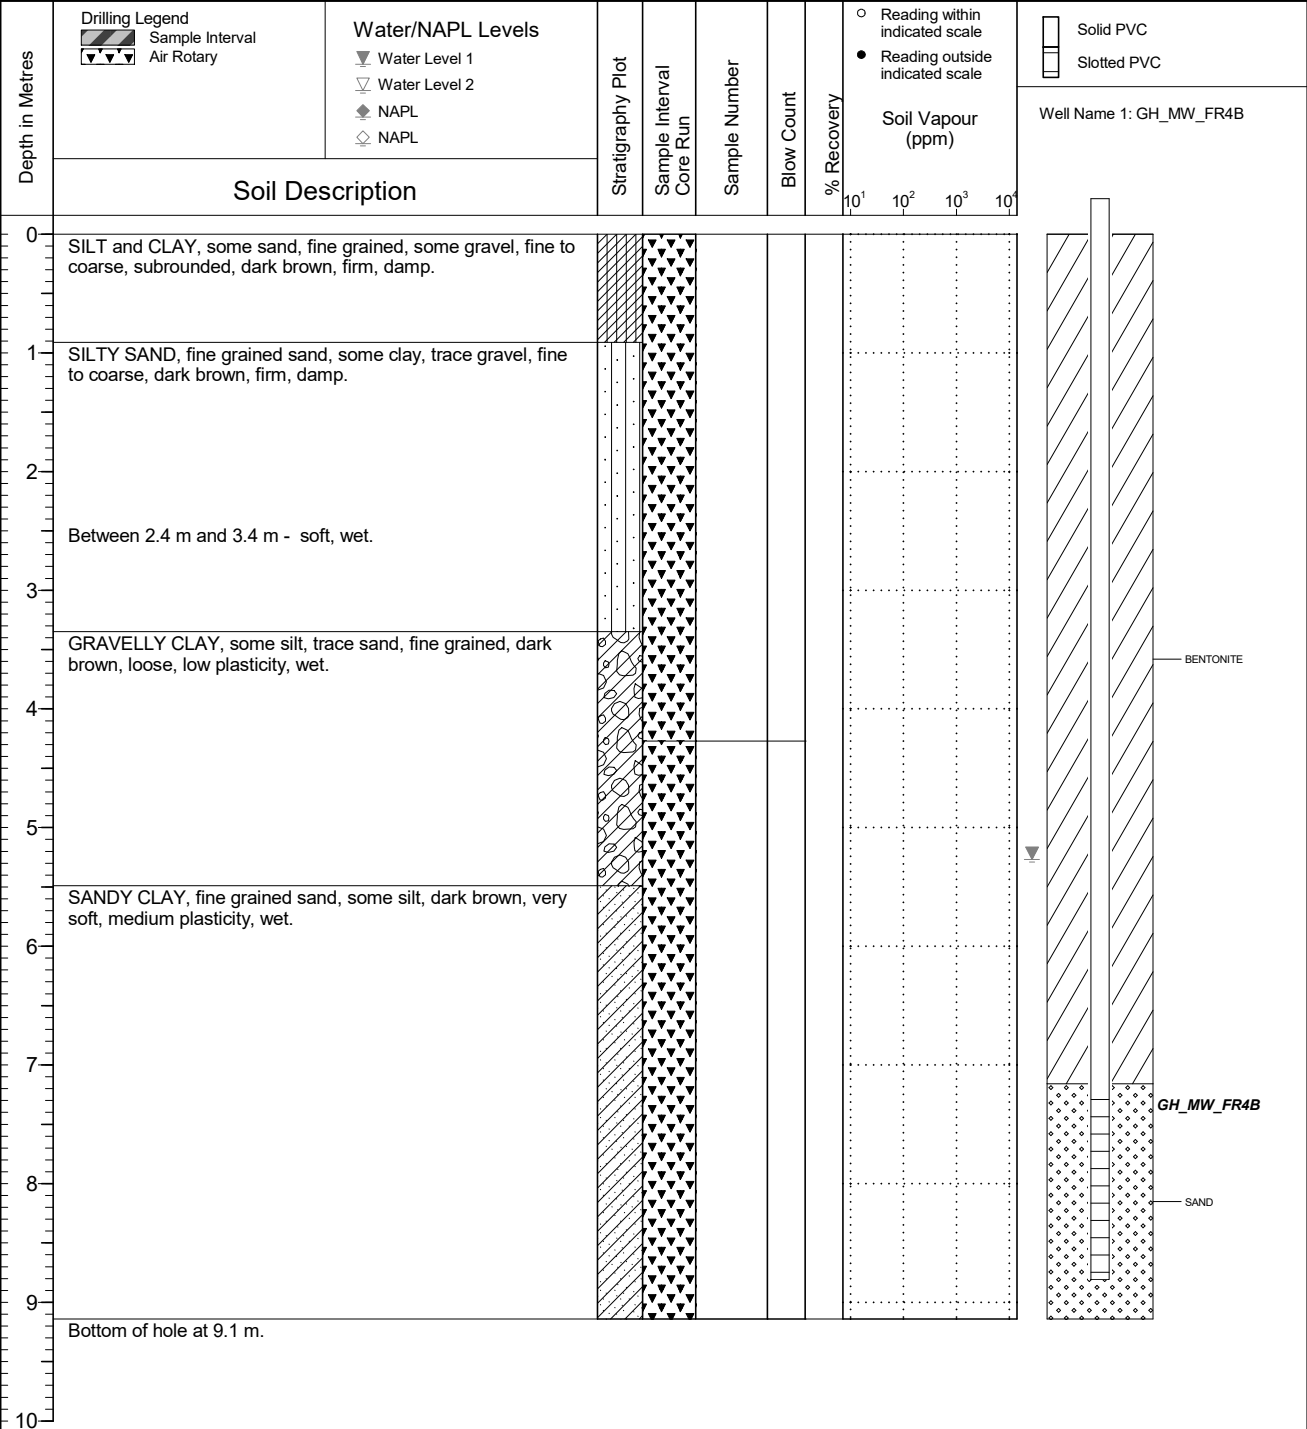 Depth in Metres
Drilling Legend
Sample Interval
Air Rotary
Water/NAPL Levels
Water Level 1
Water Level 2
NAPL
NAPL
Soil Description
Stratigraphy Plot
Sample Interval
Core Run
Sample Number
Blow Count
% Recovery
Reading within
indicated scale
Reading outside
indicated scale
Soil Vapour
(ppm)
10¹ 10² 10³ 10⁴
Solid PVC
Slotted PVC
Well Name 1: GH_MW_FR4B
0
SILT and CLAY, some sand, fine grained, some gravel, fine to
coarse, subrounded, dark brown, firm, damp.
1
SILTY SAND, fine grained sand, some clay, trace gravel, fine
to coarse, dark brown, firm, damp.
2
Between 2.4 m and 3.4 m - soft, wet.
3
GRAVELLY CLAY, some silt, trace sand, fine grained, dark
brown, loose, low plasticity, wet.
BENTONITE
4
5
SANDY CLAY, fine grained sand, some silt, dark brown, very
soft, medium plasticity, wet.
6
7
GH_MW_FR4B
8
SAND
9
Bottom of hole at 9.1 m.
10